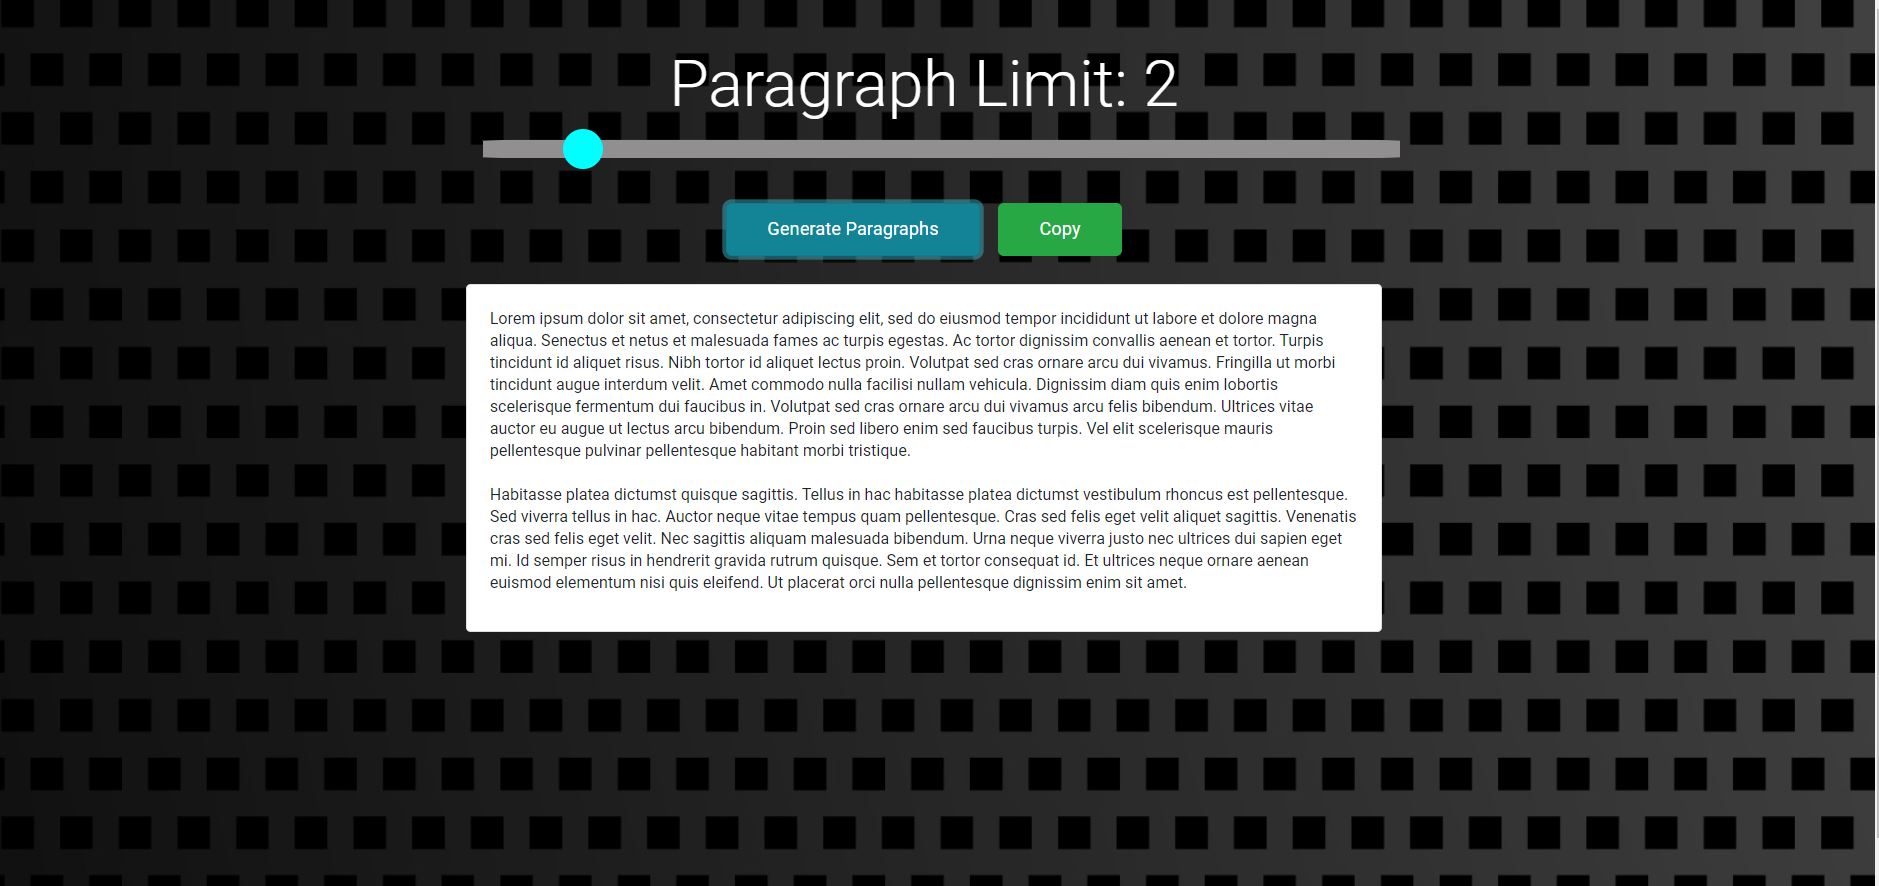 Paragraph Limit: 2
Generate Paragraphs
Copy
Lorem ipsum dolor sit amet, consectetur adipiscing elit, sed do eiusmod tempor incididunt ut labore et dolore magna
aliqua. Senectus et netus et malesuada fames ac turpis egestas. Ac tortor dignissim convallis aenean et tortor. Turpis
tincidunt id aliquet risus. Nibh tortor id aliquet lectus proin. Volutpat sed cras ornare arcu dui vivamus. Fringilla ut morbi
tincidunt augue interdum velit. Amet commodo nulla facilisi nullam vehicula. Dignissim diam quis enim lobortis
scelerisque fermentum dui faucibus in. Volutpat sed cras ornare arcu dui vivamus arcu felis bibendum. Ultrices vitae
auctor eu augue ut lectus arcu bibendum. Proin sed libero enim sed faucibus turpis. Vel elit scelerisque mauris
pellentesque pulvinar pellentesque habitant morbi tristique.
Habitasse platea dictumst quisque sagittis. Tellus in hac habitasse platea dictumst vestibulum rhoncus est pellentesque.
Sed viverra tellus in hac. Auctor neque vitae tempus quam pellentesque. Cras sed felis eget velit aliquet sagittis. Venenatis
cras sed felis eget velit. Nec sagittis aliquam malesuada bibendum. Urna neque viverra justo nec ultrices dui sapien eget
mi. Id semper risus in hendrerit gravida rutrum quisque. Sem et tortor consequat id. Et ultrices neque ornare aenean
euismod elementum nisi quis eleifend. Ut placerat orci nulla pellentesque dignissim enim sit amet.